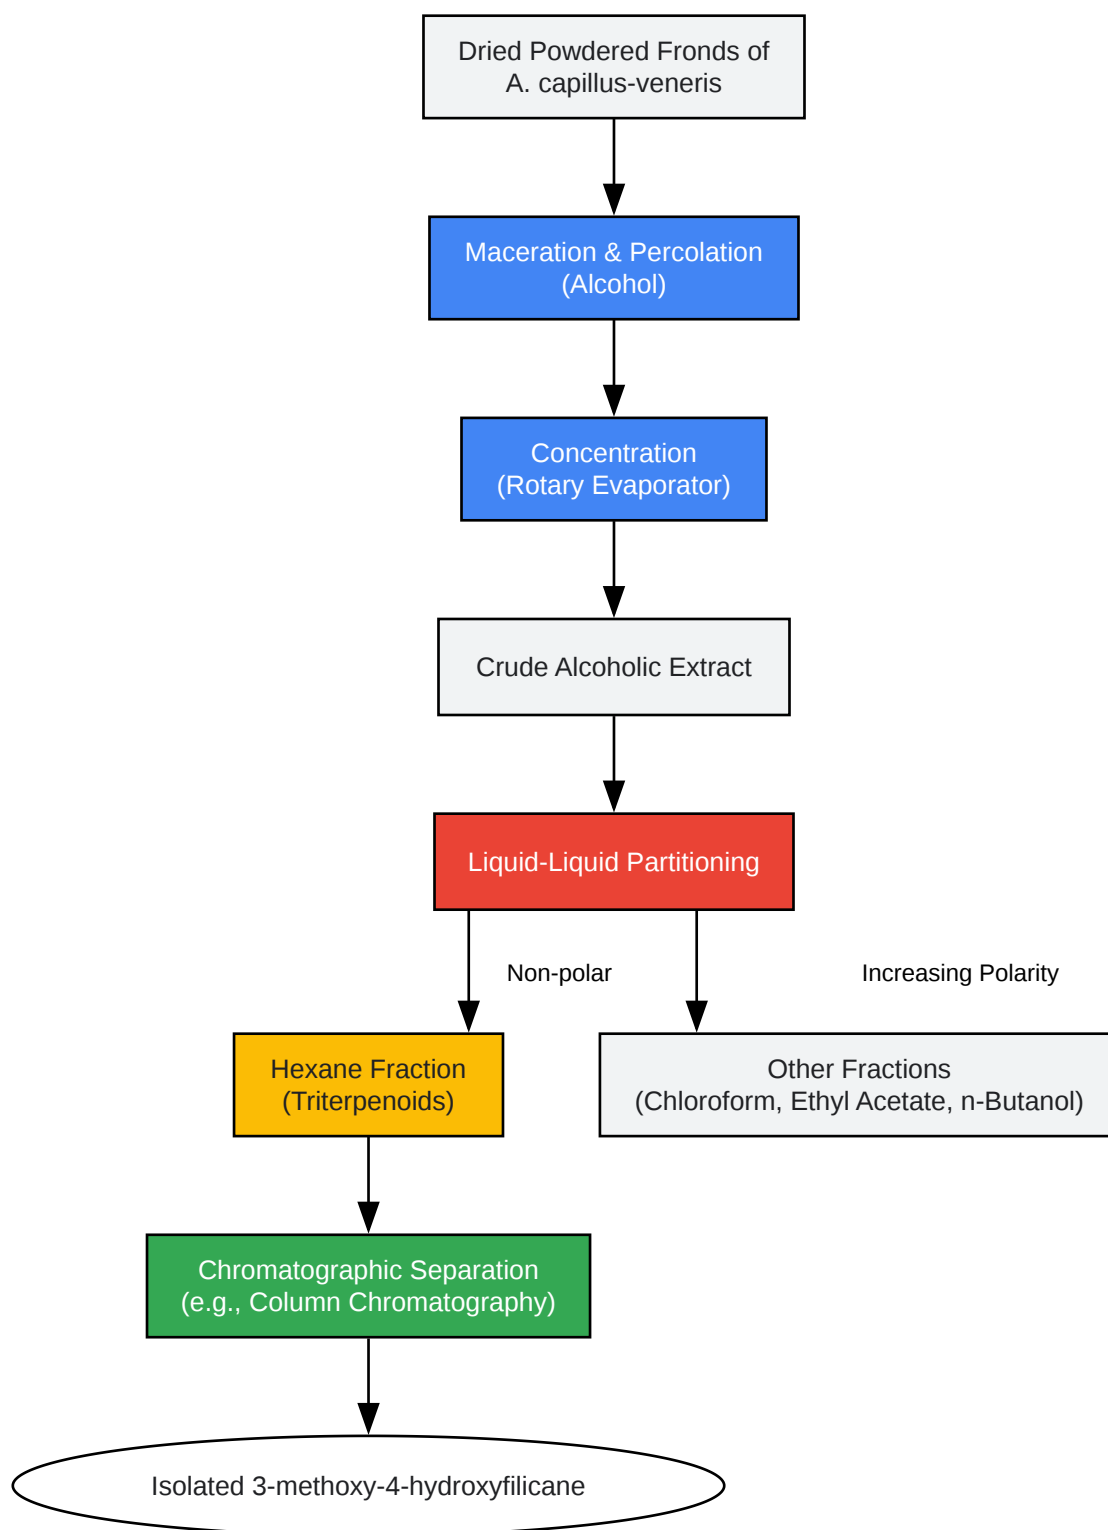 Dried Powdered Fronds of
A. capillus-veneris
Maceration & Percolation
(Alcohol)
Concentration
(Rotary Evaporator)
Crude Alcoholic Extract
Liquid-Liquid Partitioning
Non-polar
Increasing Polarity
Hexane Fraction
(Triterpenoids)
Other Fractions
(Chloroform, Ethyl Acetate, n-Butanol)
Chromatographic Separation
(e.g., Column Chromatography)
Isolated 3-methoxy-4-hydroxyfilicane